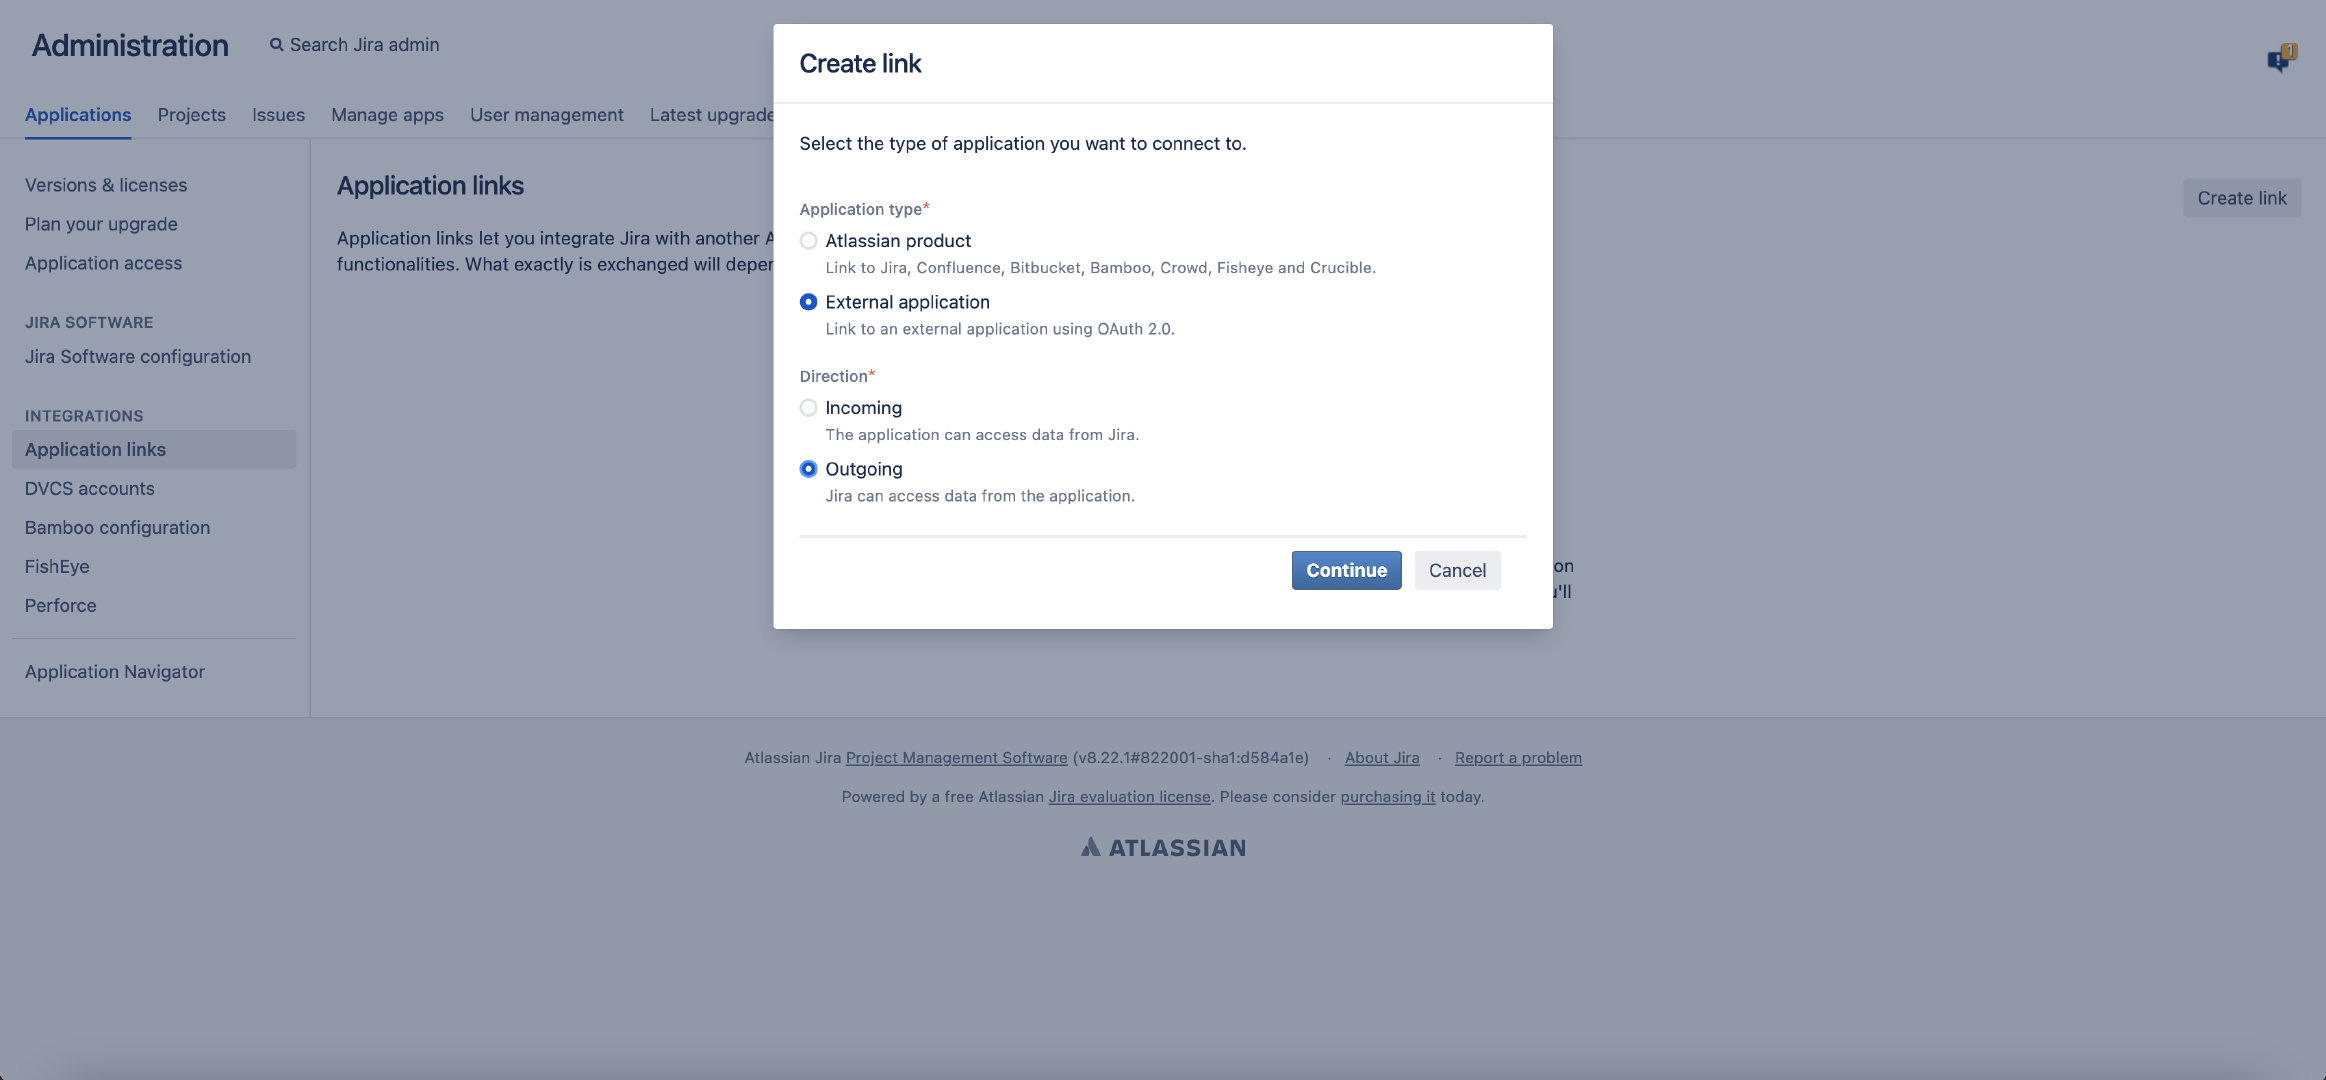 Administration
Search Jira admin
1
Applications
Projects
Issues
Manage apps
User management
Latest upgrade
Versions & licenses
Plan your upgrade
Application access
JIRA SOFTWARE
Jira Software configuration
INTEGRATIONS
Application links
DVCS accounts
Bamboo configuration
FishEye
Perforce
Application Navigator
Application links
Application links let you integrate Jira with another A
functionalities. What exactly is exchanged will deper
Create link
Create link
Select the type of application you want to connect to.
Application type*
Atlassian product
Link to Jira, Confluence, Bitbucket, Bamboo, Crowd, Fisheye and Crucible.
External application
Link to an external application using OAuth 2.0.
Direction*
Incoming
The application can access data from Jira.
Outgoing
Jira can access data from the application.
Continue
Cancel
on
'll
Atlassian Jira Project Management Software (v8.22.1#822001-sha1:d584a1e) · About Jira · Report a problem
Powered by a free Atlassian Jira evaluation license. Please consider purchasing it today.
ATLASSIAN